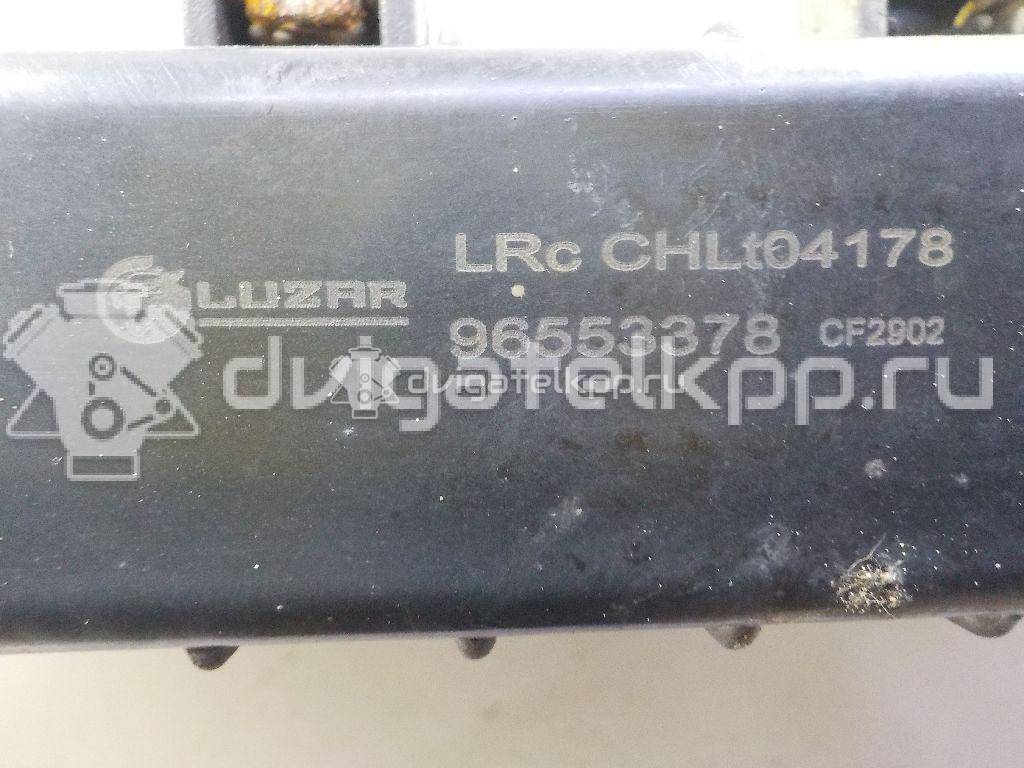 LRc CHLt04178
LUZAR
96553378 CF2902
dvigatelkpp.ru
dvigatelkpp.ru